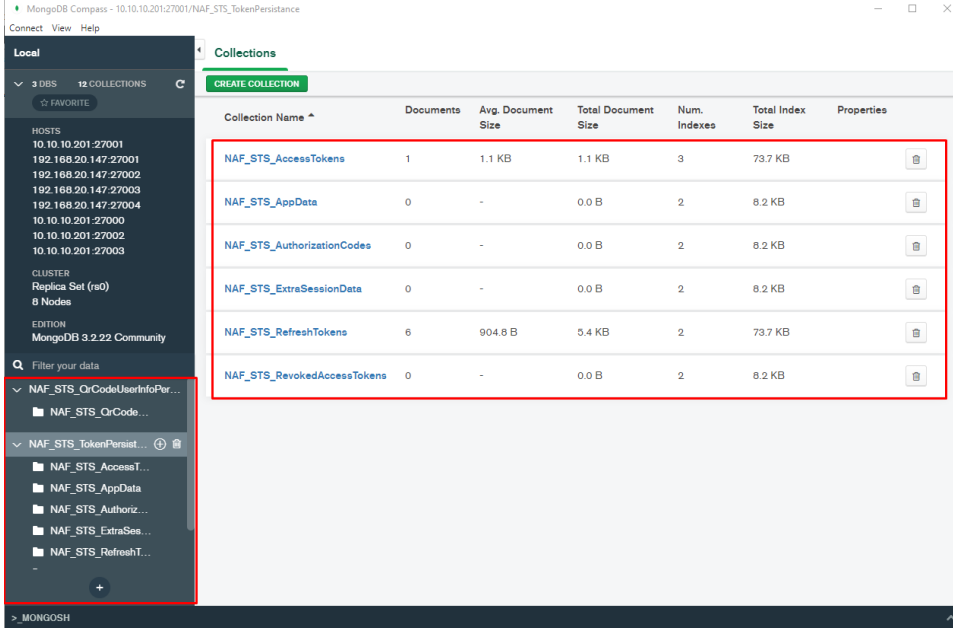 MongoDB Compass - 10.10.10.201:27001/NAF_STS_TokenPersistance
Connect View Help
Local
3 DBS 12 COLLECTIONS
☆ FAVORITE
HOSTS
10.10.10.201:27001
192.168.20.147:27001
192.168.20.147:27002
192.168.20.147:27003
192.168.20.147:27004
10.10.10.201:27000
10.10.10.201:27002
10.10.10.201:27003
CLUSTER
Replica Set (rs0)
8 Nodes
EDITION
MongoDB 3.2.22 Community
Filter your data
NAF_STS_QrCodeUserInfoPer...
NAF_STS_QrCode...
NAF_STS_TokenPersist...
NAF_STS_AccessT...
NAF_STS_AppData
NAF_STS_Authoriz...
NAF_STS_ExtraSes...
NAF_STS_RefreshT...
Collections
CREATE COLLECTION
Collection Name Documents Avg. Document Size Total Document Size Num. Indexes Total Index Size Properties
NAF_STS_AccessTokens 1 1.1 KB 1.1 KB 3 73.7 KB
NAF_STS_AppData 0 - 0.0 B 2 8.2 KB
NAF_STS_AuthorizationCodes 0 - 0.0 B 2 8.2 KB
NAF_STS_ExtraSessionData 0 - 0.0 B 2 8.2 KB
NAF_STS_RefreshTokens 6 904.8 B 5.4 KB 2 73.7 KB
NAF_STS_RevokedAccessTokens 0 - 0.0 B 2 8.2 KB
>_MONGOSH